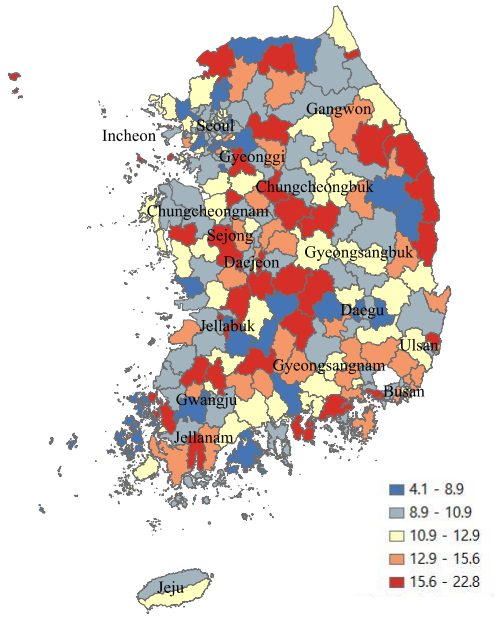 Gangwon
Seoul
Incheon
Gyeonggi
Chungcheongbuk
Chungcheongnam
Sejong
Gyeongsangbuk
Daejeon
Daegu
Jellabuk
Ulsan
Gyeongsangnam
Busan
Gwangju
Jellanam
4.1 - 8.9
8.9 - 10.9
10.9 - 12.9
12.9 - 15.6
15.6 - 22.8
Jeju